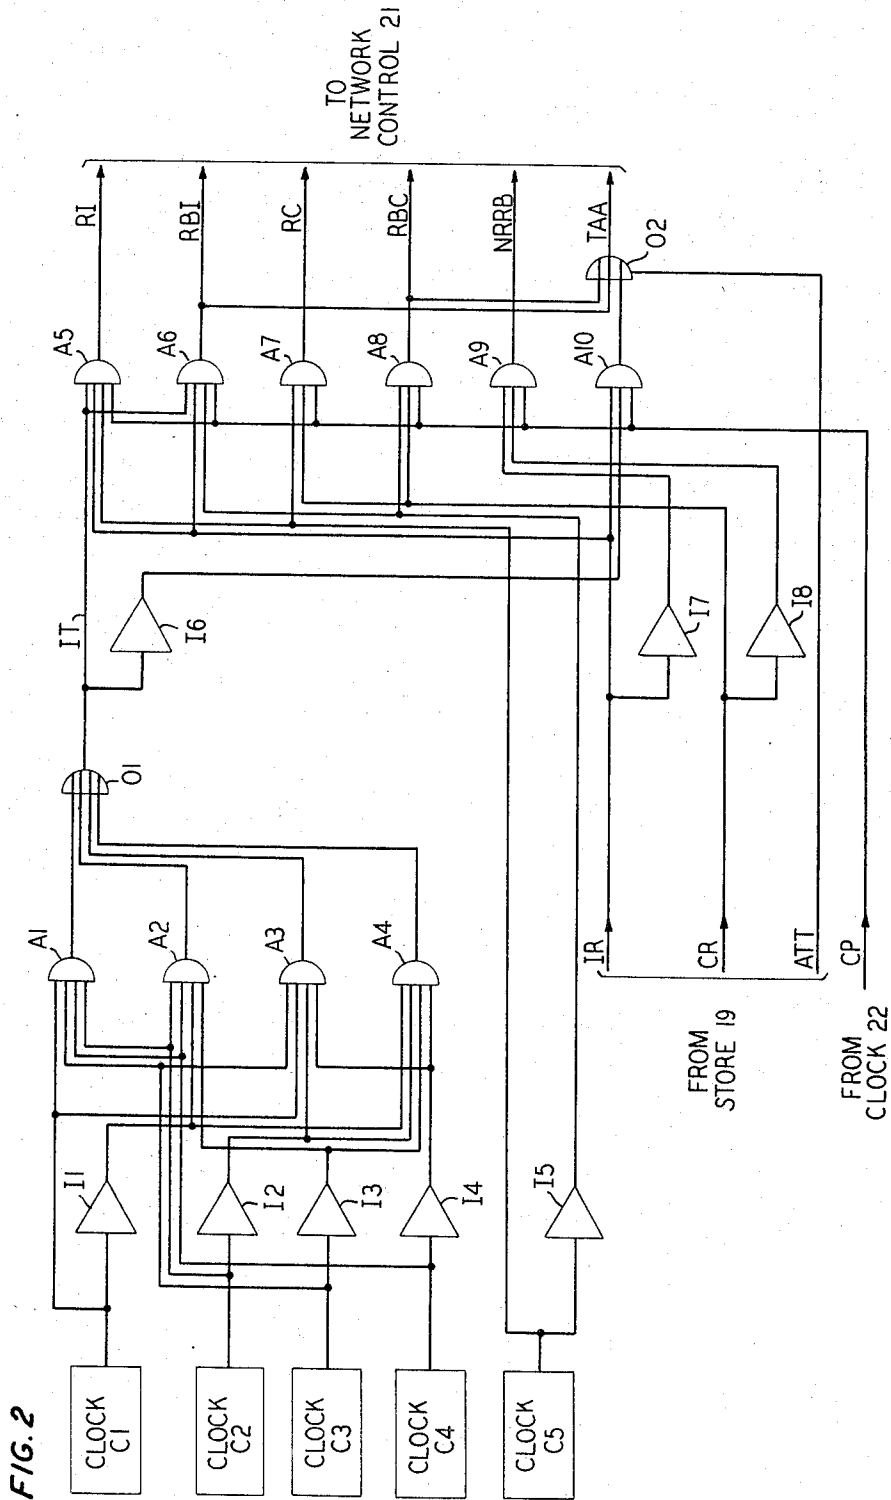 FIG. 2
CLOCK
C1
CLOCK
C2
CLOCK
C3
CLOCK
C4
CLOCK
C5
I1
I2
I3
I4
I5
A1
A2
A3
A4
O1
IT
I6
I7
I8
FROM
STORE 19
IR
CR
ATT
FROM
CLOCK 22
CP
A5
A6
A7
A8
A9
A10
O2
RI
RBI
RC
RBC
NRRB
TAA
TO
NETWORK
CONTROL 21